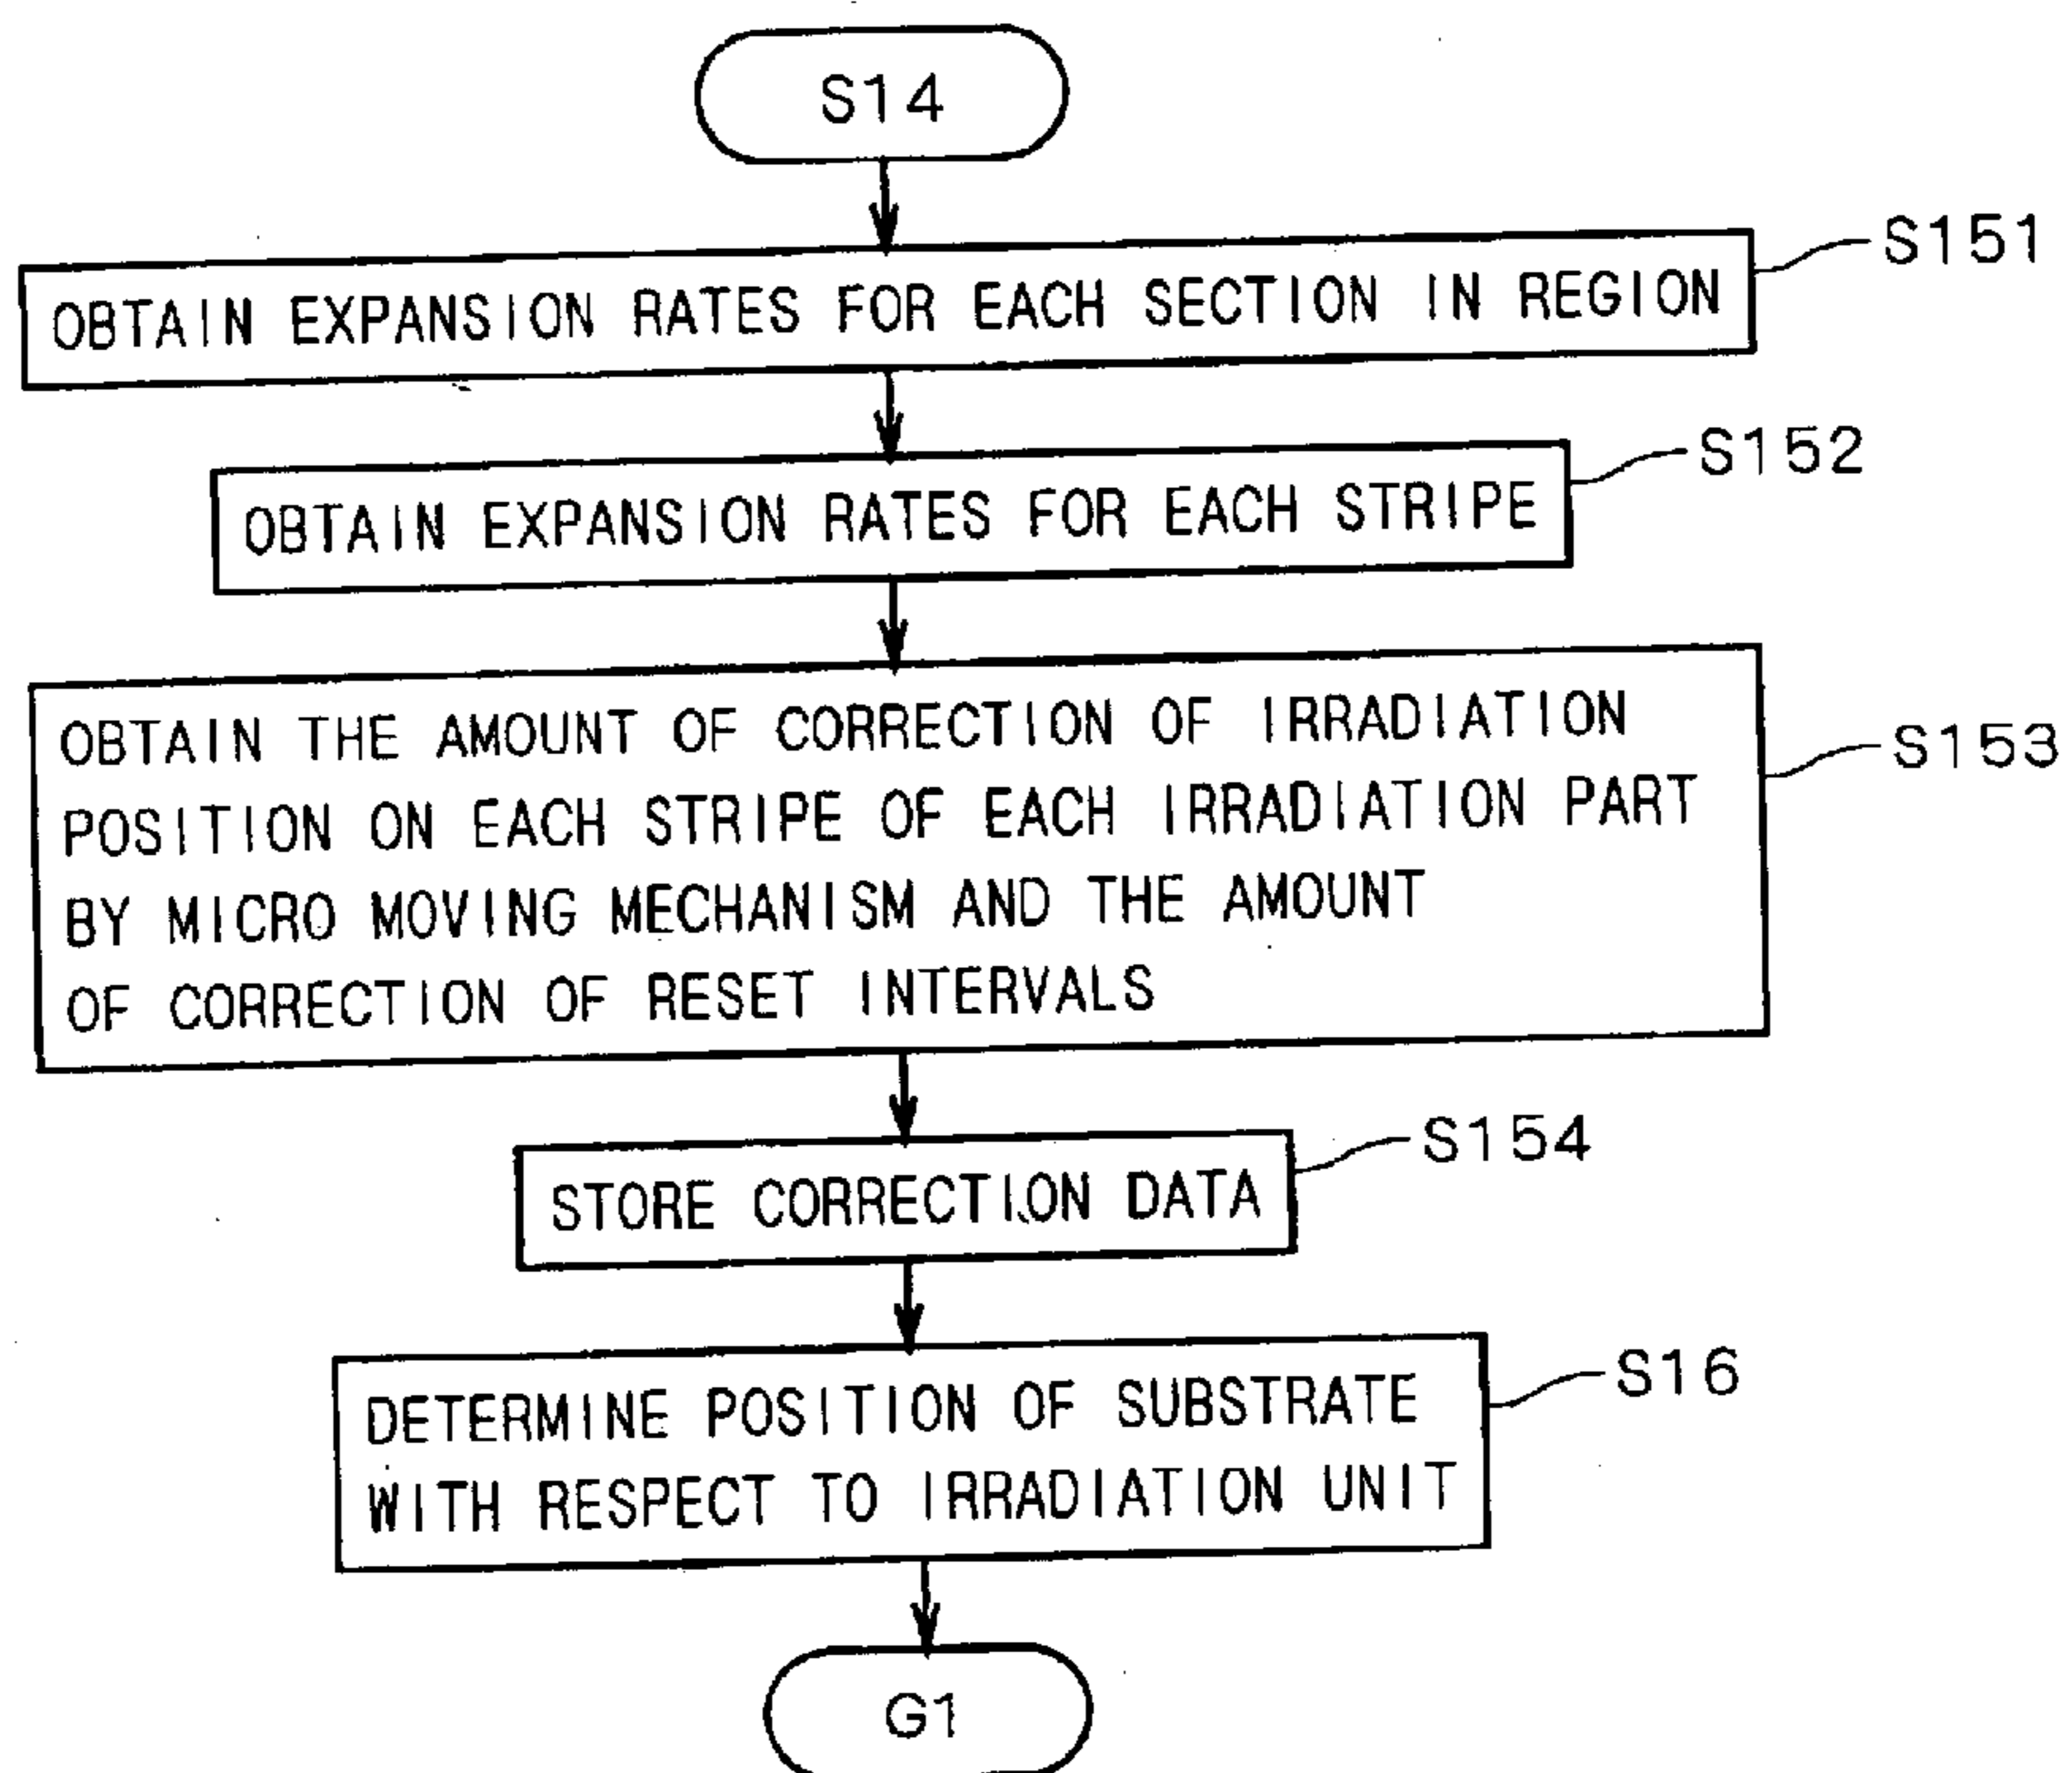 S14
OBTAIN EXPANSION RATES FOR EACH SECTION IN REGION
S151
OBTAIN EXPANSION RATES FOR EACH STRIPE
S152
OBTAIN THE AMOUNT OF CORRECTION OF IRRADIATION
POSITION ON EACH STRIPE OF EACH IRRADIATION PART
BY MICRO MOVING MECHANISM AND THE AMOUNT
OF CORRECTION OF RESET INTERVALS
S153
STORE CORRECTION DATA
S154
DETERMINE POSITION OF SUBSTRATE
WITH RESPECT TO IRRADIATION UNIT
S16
G1